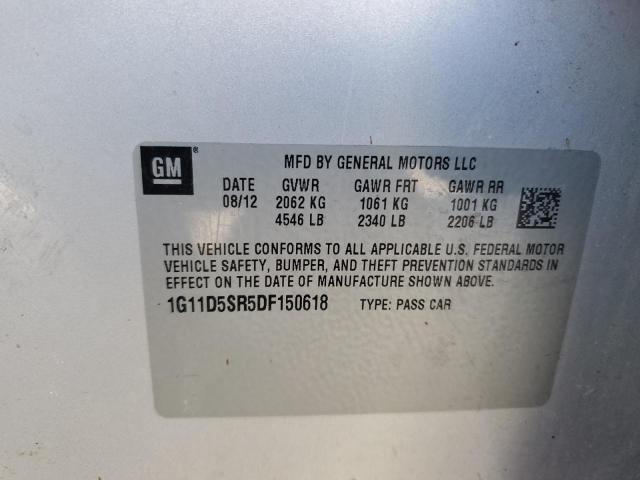 GM®
MFD BY GENERAL MOTORS LLC
DATE GVWR GAWR FRT GAWR RR
08/12 2062 KG 1061 KG 1001 KG
4546 LB 2340 LB 2206 LB
THIS VEHICLE CONFORMS TO ALL APPLICABLE U.S. FEDERAL MOTOR
VEHICLE SAFETY, BUMPER, AND THEFT PREVENTION STANDARDS IN
EFFECT ON THE DATE OF MANUFACTURE SHOWN ABOVE.
1G11D5SR5DF150618 TYPE: PASS CAR